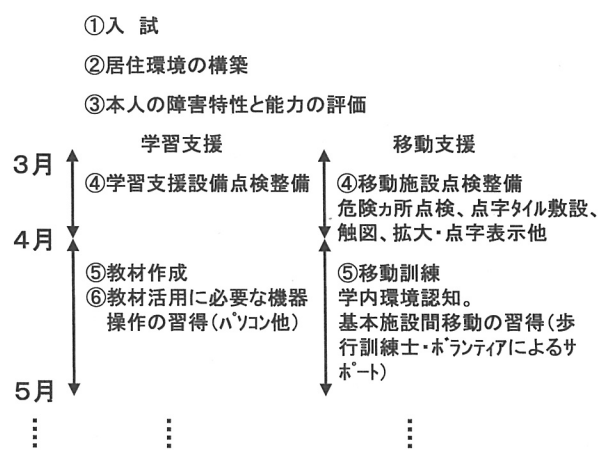 ①入 試
②居住環境の構築
③本人の障害特性と能力の評価
学習支援 移動支援
3月
④学習支援設備点検整備
④移動施設点検整備
危険ヵ所点検、点字ﾀｲﾙ敷設、
触図、拡大・点字表示他
4月
⑤教材作成
⑥教材活用に必要な機器
操作の習得(ﾊﾟｿｺﾝ他)
⑤移動訓練
学内環境認知。
基本施設間移動の習得(歩
行訓練士・ﾎﾞﾗﾝﾃｨｱによるｻ
ﾎﾟｰﾄ)
5月